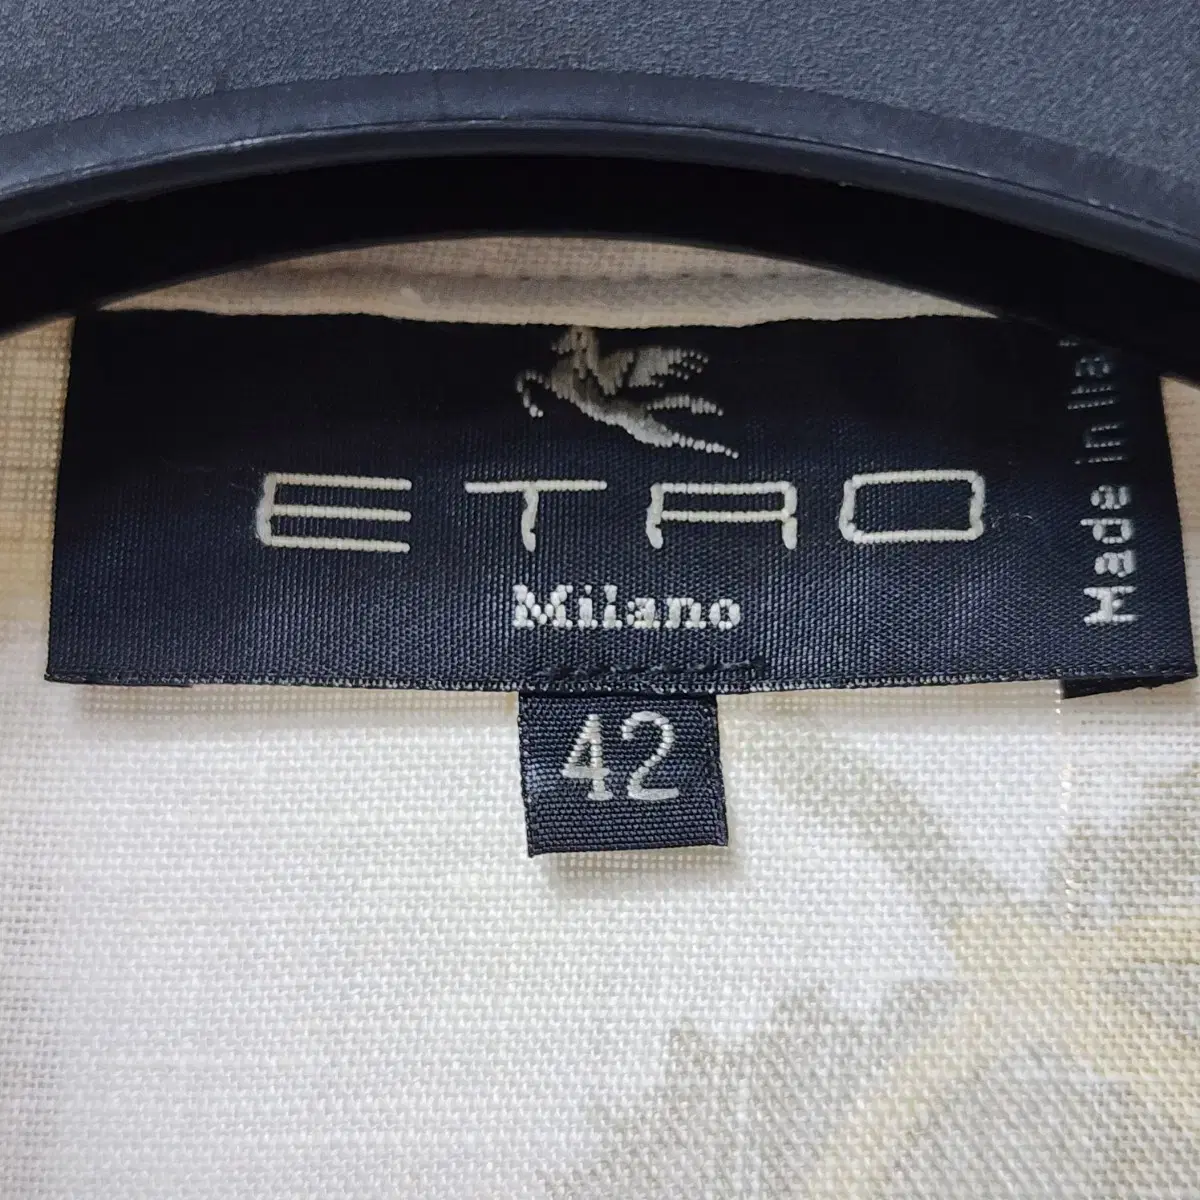 ETRO
Milano
42
Made in Italy